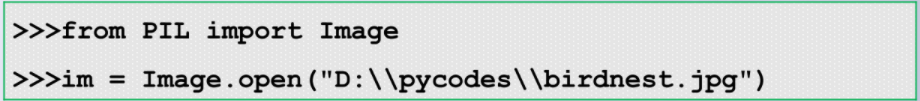 >>>from PIL import Image
>>>im = Image.open("D:\\pycodes\\birdnest.jpg")